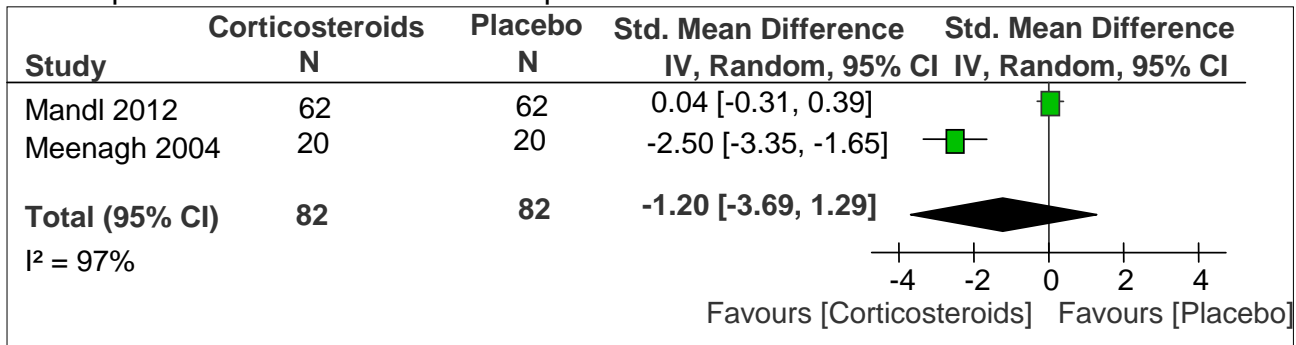 Corticosteroids Placebo Std. Mean Difference Std. Mean Difference
Study N N IV, Random, 95% CI IV, Random, 95% CI
Mandl 2012 62 62 0.04 [-0.31, 0.39]
Meenagh 2004 20 20 -2.50 [-3.35, -1.65]
Total (95% CI) 82 82 -1.20 [-3.69, 1.29]
I² = 97%
-4 -2 0 2 4
Favours [Corticosteroids] Favours [Placebo]